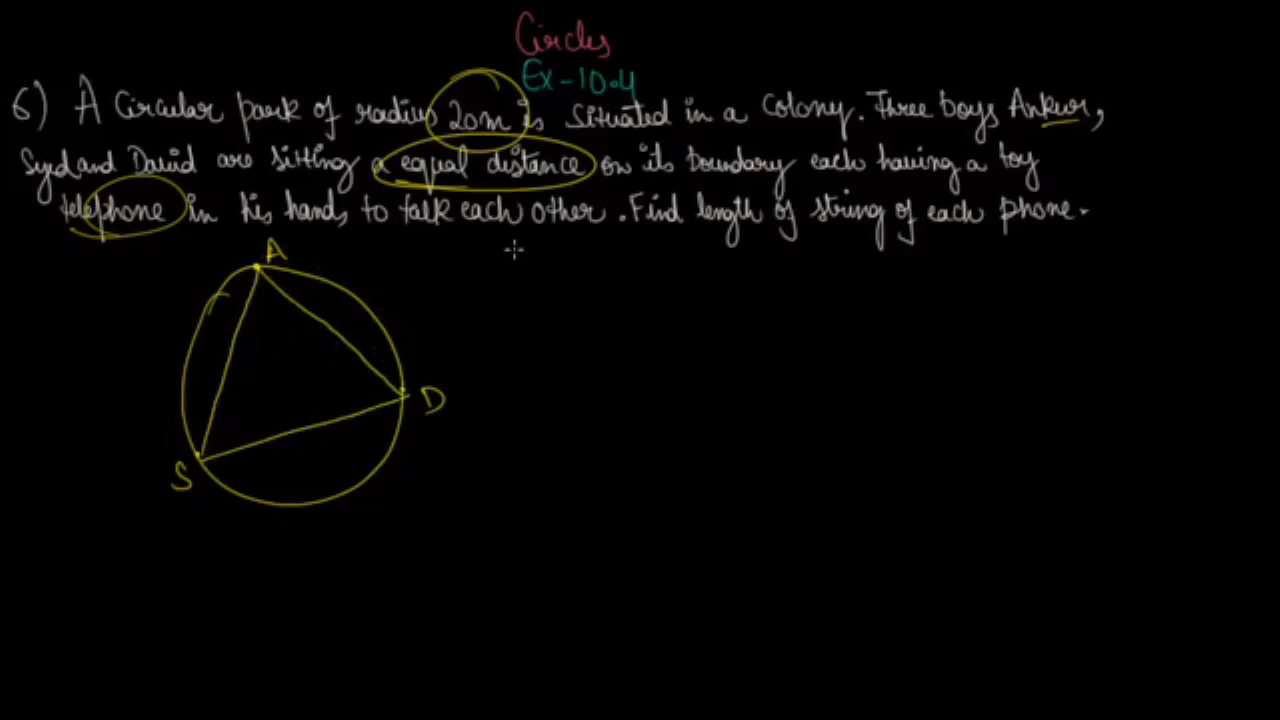 Circles
Ex-10.4
6) A Circular park of radius 20m is situated in a colony. Three boys Ankur,
Syed and David are sitting a equal distance on its boundary each having a toy
telephone in his hands to talk each other. Find length of string of each phone.
A
D
S